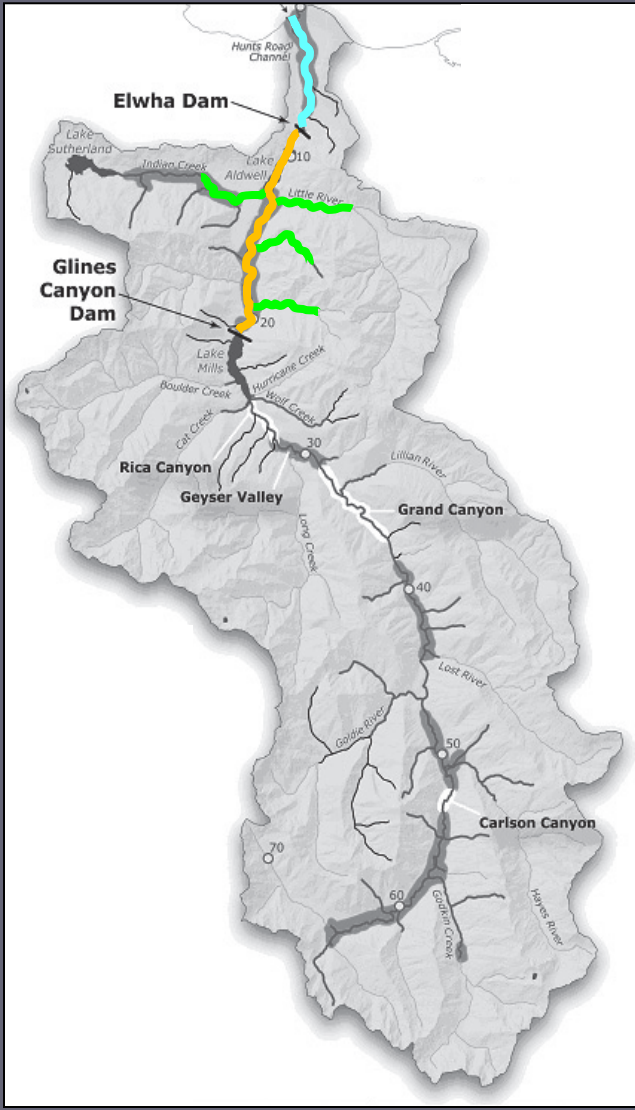 Hunts Road
Channel
Elwha Dam
Lake
Sutherland
Indian Creek
Lake
Aldwell
10
Little River
Glines
Canyon
Dam
20
Lake
Mills
Hurricane Creek
Boulder Creek
Wolf Creek
Cat Creek
Rica Canyon
30
Lillian River
Geyser Valley
Grand Canyon
Long Creek
40
Lost River
Goldie River
50
Carlson Canyon
70
60
Godkin Creek
Hayes River